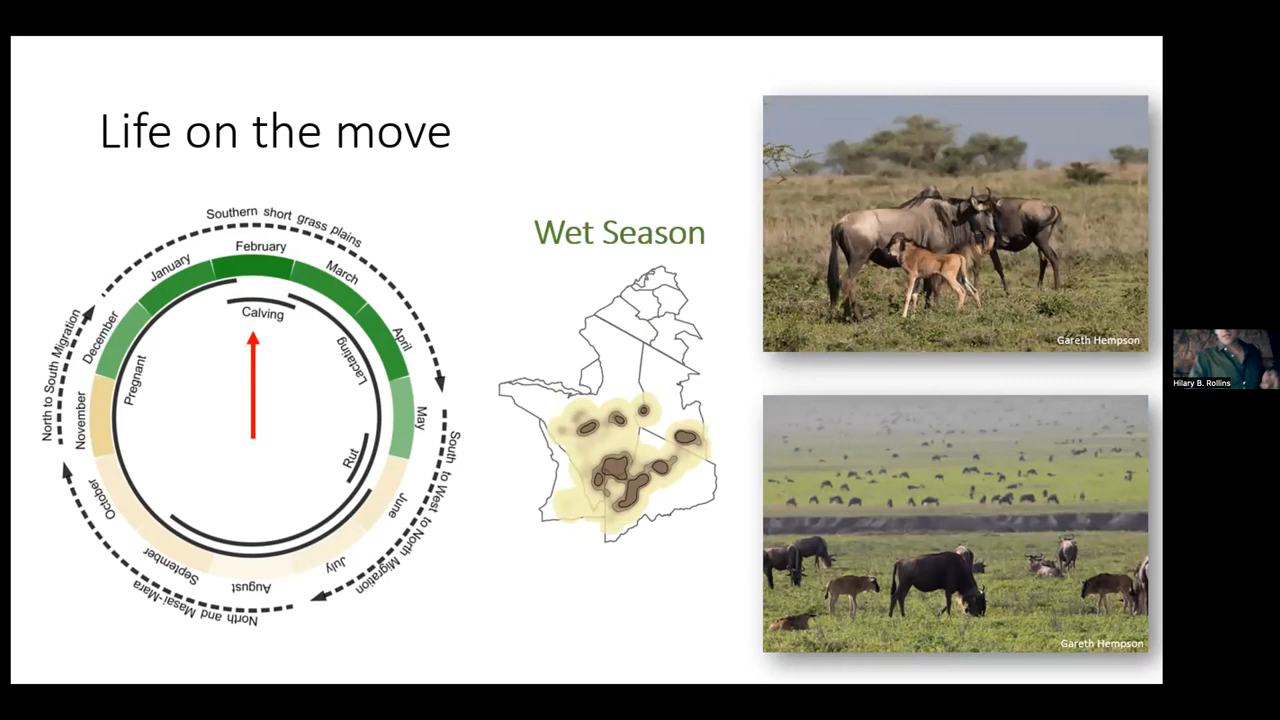 Life on the move
Southern short grass plains
January
February
March
April
May
June
July
August
September
October
November
December
Calving
Lactating
Rut
Pregnant
North to South Migration
South to West to North Migration
North and Masai-Mara
Wet Season
Gareth Hempson
Gareth Hempson
Hilary B. Rollins